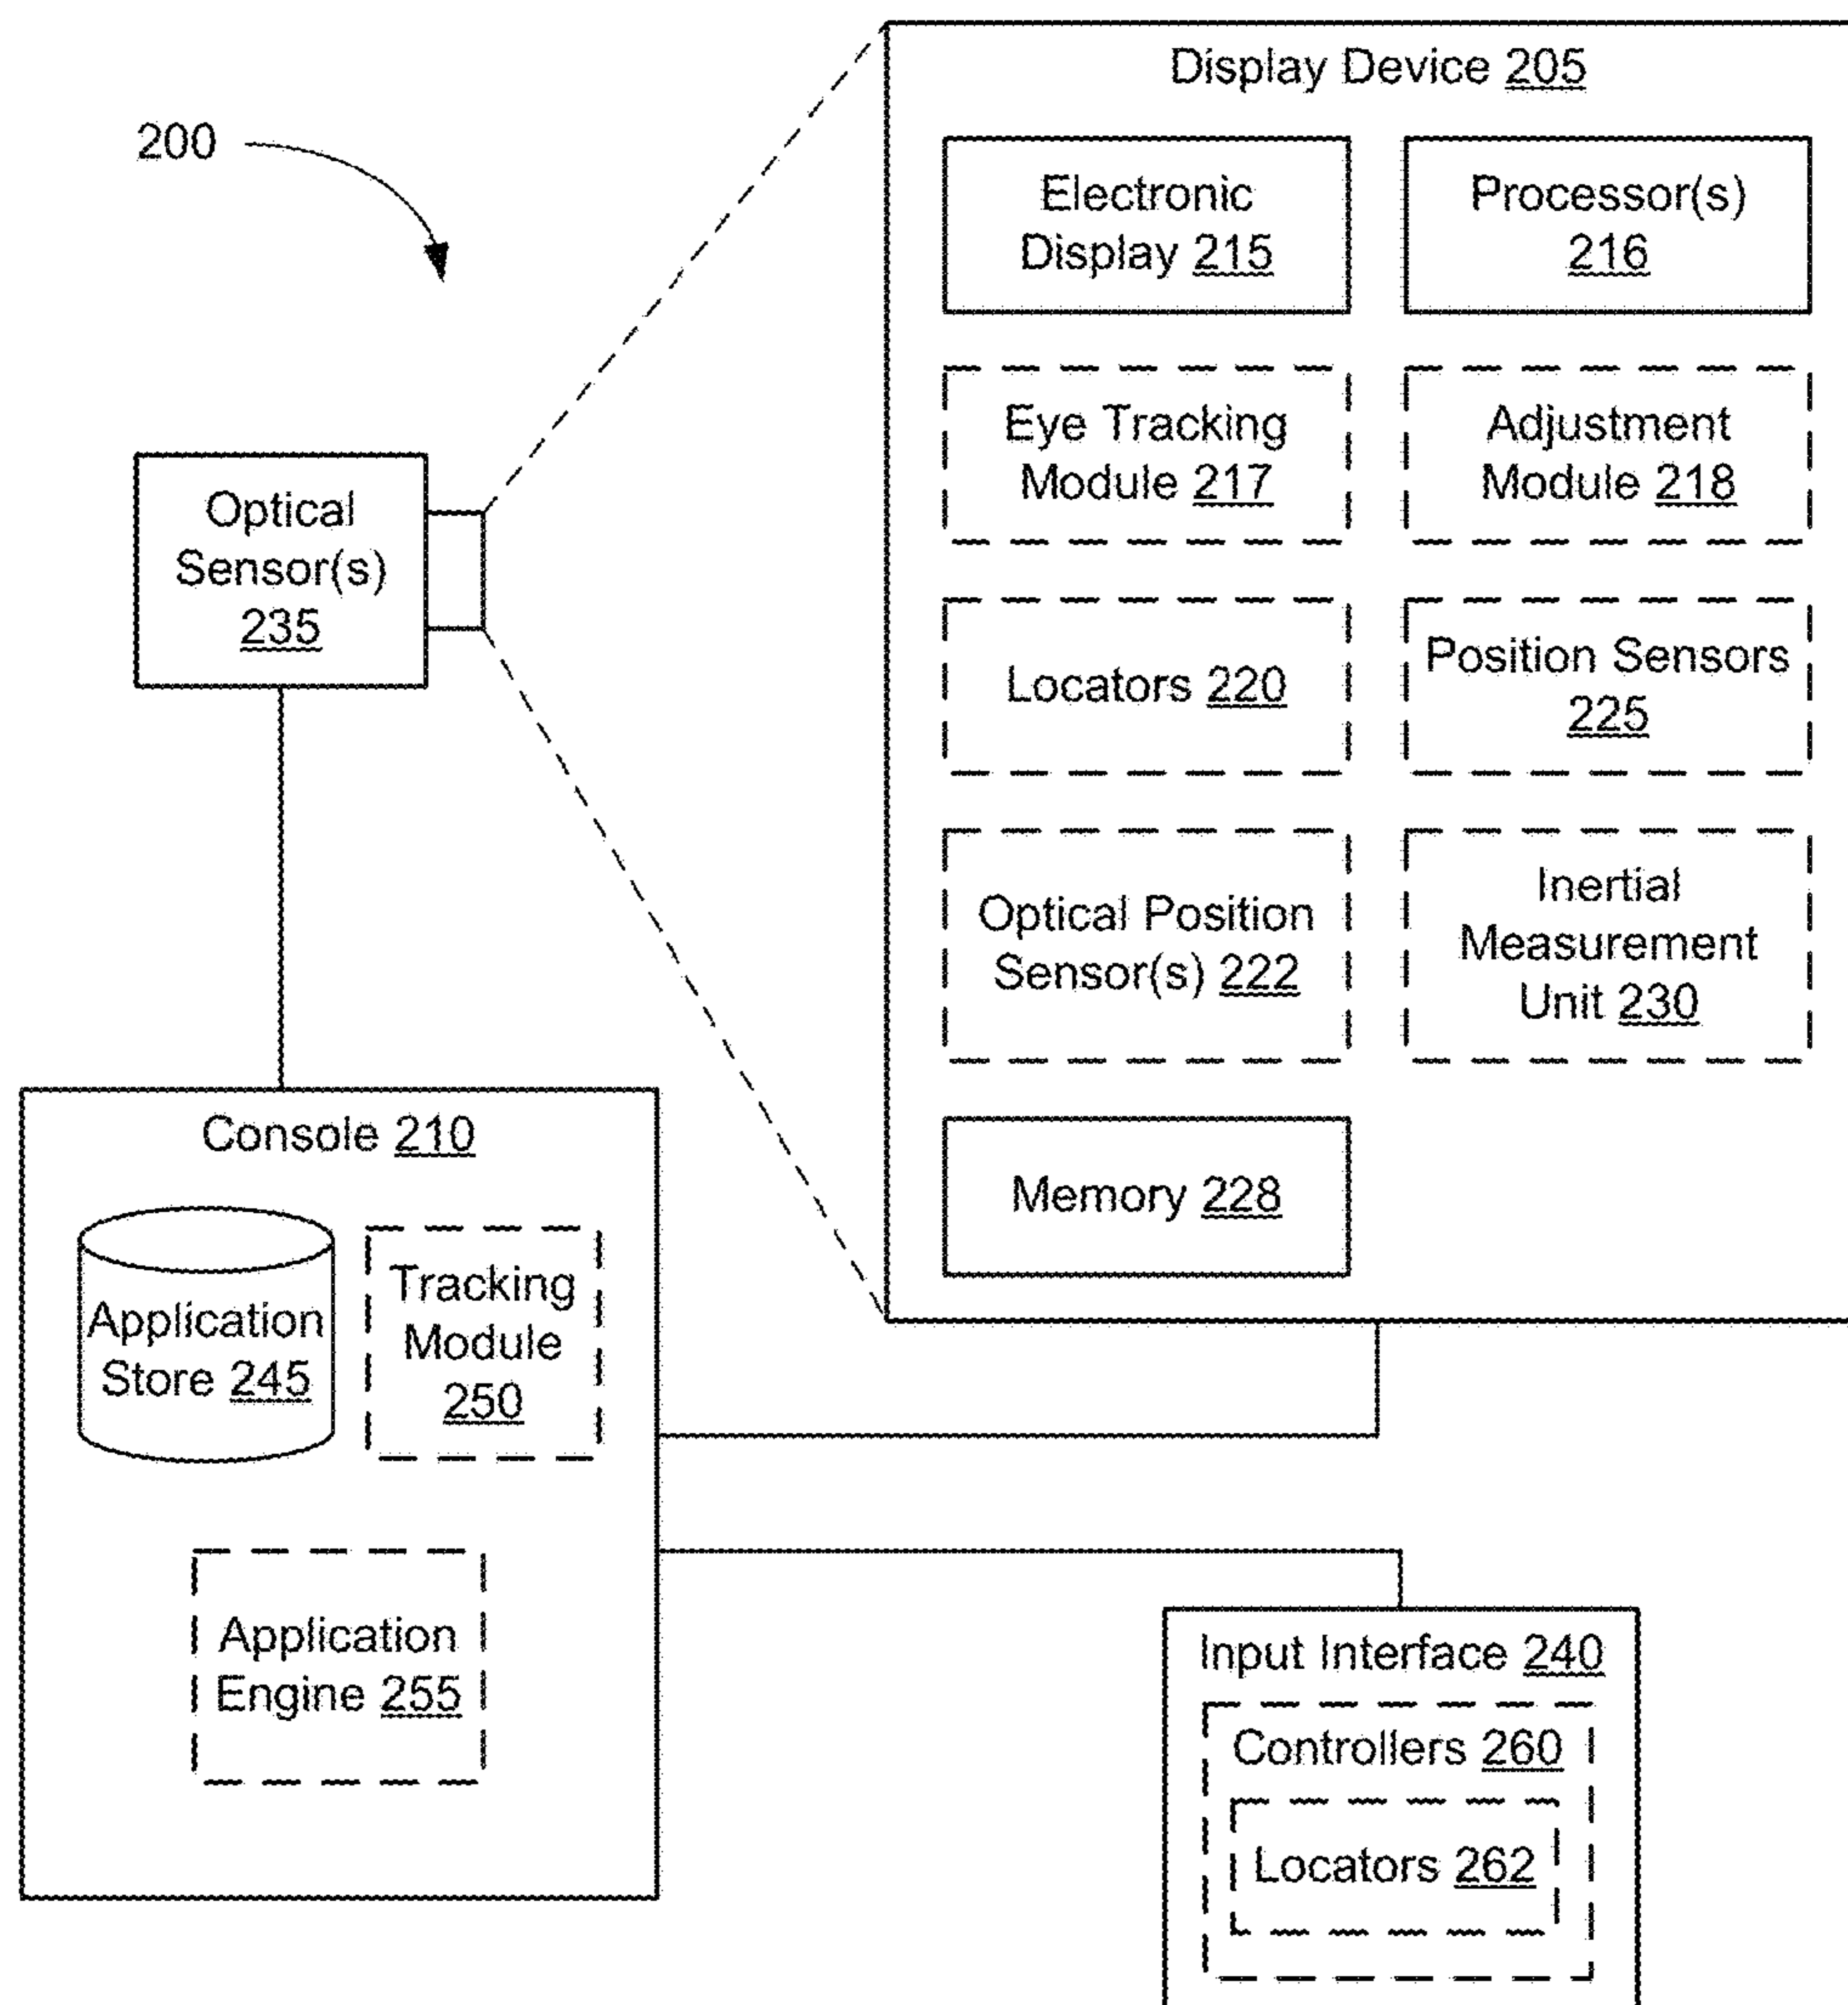 Display Device 205
200
Electronic
Display 215
Processor(s)
216
Eye Tracking
Module 217
Adjustment
Module 218
Optical
Sensor(s)
235
Locators 220
Position Sensors
225
Optical Position
Sensor(s) 222
Inertial
Measurement
Unit 230
Memory 228
Console 210
Application
Store 245
Tracking
Module
250
Application
Engine 255
Input Interface 240
Controllers 260
Locators 262